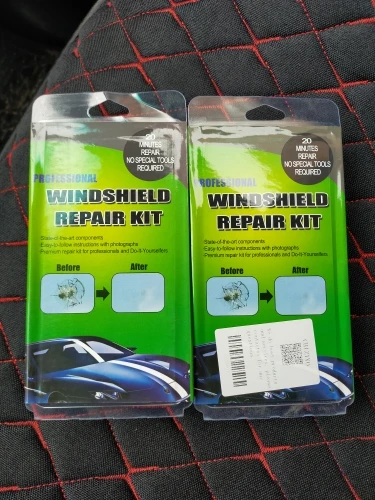 20
MINUTES
REPAIR
NO SPECIAL TOOLS
REQUIRED
PROFESSIONAL
WINDSHIELD
REPAIR KIT
State-of-the-art components
Easy-to-follow instructions with photographs
Premium repair kit for professionals and Do-It-Yourselfers
Before
After
20
MINUTES
REPAIR
NO SPECIAL TOOLS
REQUIRED
PROFESSIONAL
WINDSHIELD
REPAIR KIT
State-of-the-art components
Easy-to-follow instructions with photographs
Premium repair kit for professionals and Do-It-Yourselfers
Before
After